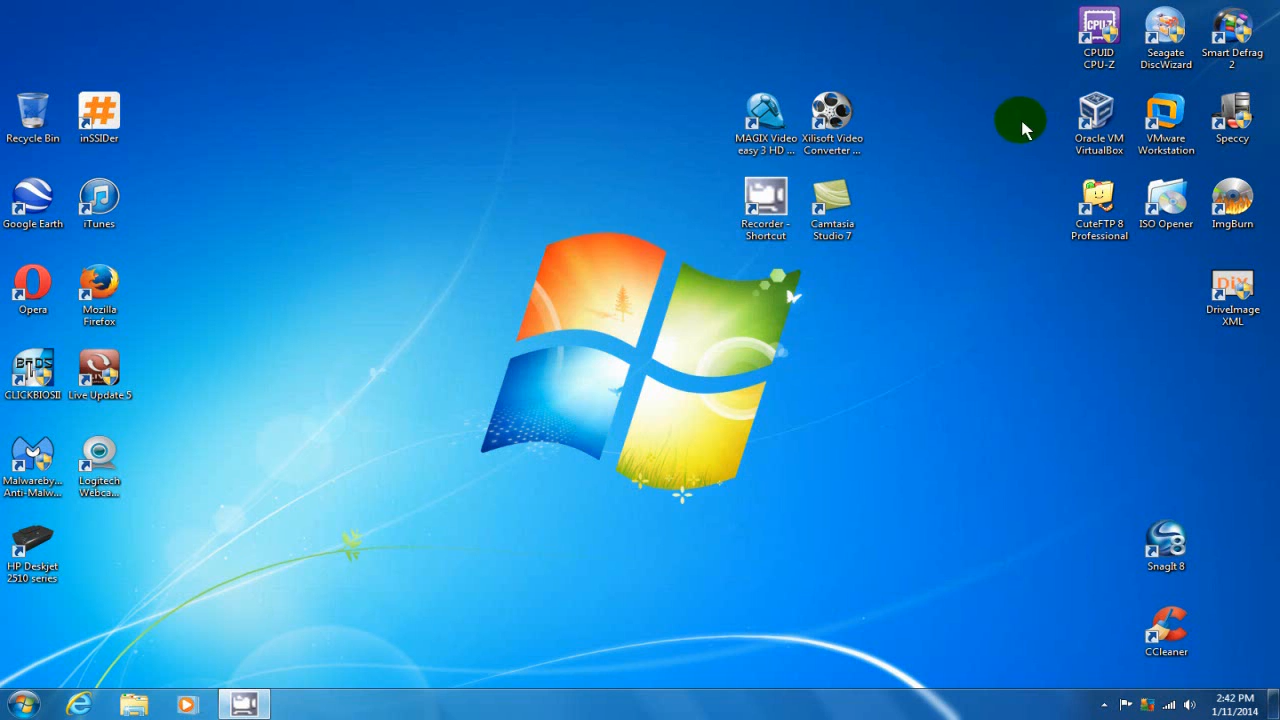 CPU-Z
CPUID
CPU-Z
Seagate
DiscWizard
Smart Defrag
2
Recycle Bin
inSSIDer
MAGIX Video
easy 3 HD ...
Xilisoft Video
Converter ...
Oracle VM
VirtualBox
VMware
Workstation
Speccy
Google Earth
iTunes
Recorder -
Shortcut
Camtasia
Studio 7
CuteFTP 8
Professional
ISO Opener
ImgBurn
Opera
Mozilla
Firefox
DiX
DriveImage
XML
CLICKBIOSII
Live Update 5
Malwareby...
Anti-Malw...
Logitech
Webca...
HP Deskjet
2510 series
8
SnagIt 8
CCleaner
2:42 PM
1/11/2014